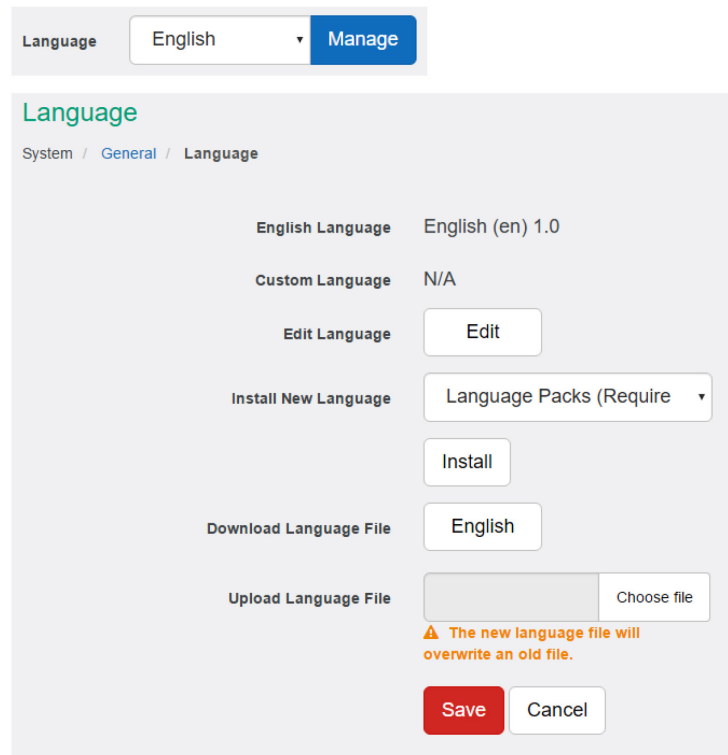 Language English Manage
Language
System / General / Language
English Language English (en) 1.0
Custom Language N/A
Edit Language Edit
Install New Language Language Packs (Require
Install
Download Language File English
Upload Language File Choose file
The new language file will
overwrite an old file.
Save Cancel